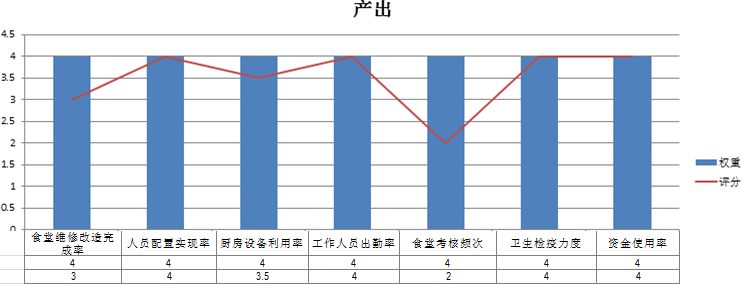 产出
4.5
4
3.5
3
2.5
2
1.5
1
0.5
0
权重
评分
食堂维修改造完成率 人员配置实现率 厨房设备利用率 工作人员出勤率 食堂考核频次 卫生检疫力度 资金使用率
4 4 4 4 4 4 4
3 4 3.5 4 2 4 4